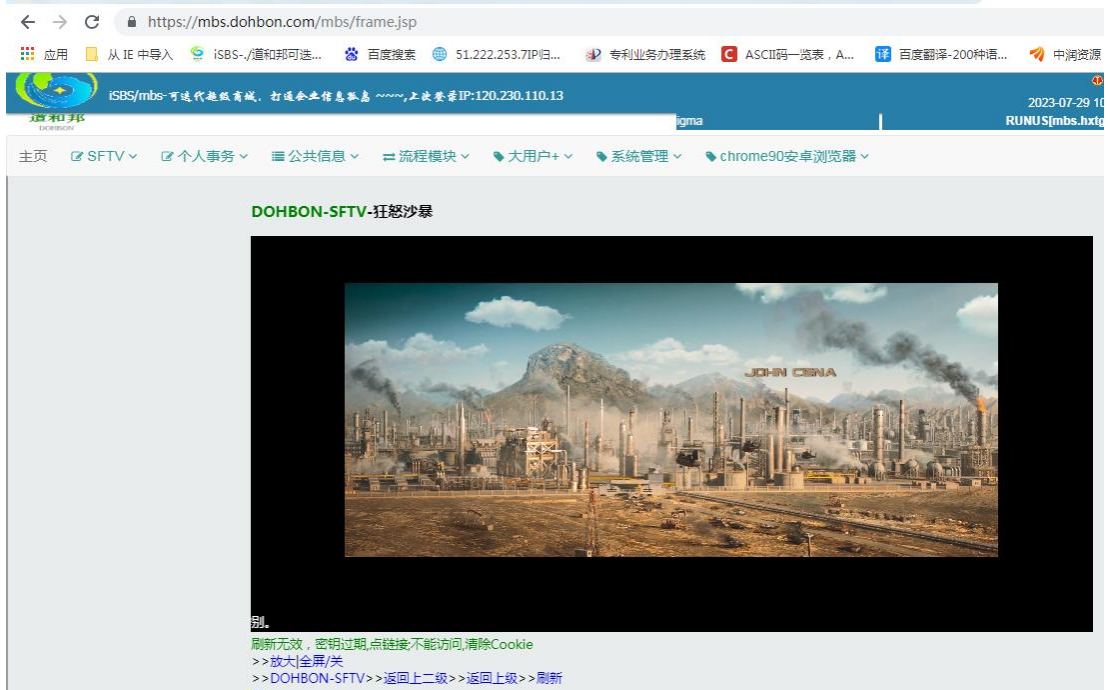 https://mbs.dohbon.com/mbs/frame.jsp
应用 从 IE 中导入 iSBS-./道和邦可迭... 百度搜索 51.222.253.7IP归... 专利业务办理系统 C ASCII码一览表，A... 译 百度翻译-200种语... 中润资源
iSBS/mbs-可迭代超级商城，打通企业信息孤岛 ~~~,上次登录IP:120.230.110.13
2023-07-29 10
道和邦
DOHBON
igma
RUNUS[mbs.hxtg
主页 SFTV 个人事务 公共信息 流程模块 大用户+ 系统管理 chrome90安卓浏览器
DOHBON-SFTV-狂怒沙暴
JOHN CENA
别。
刷新无效，密钥过期,点链接;不能访问,清除Cookie
>>放大|全屏/关
>>DOHBON-SFTV>>返回上二级>>返回上级>>刷新